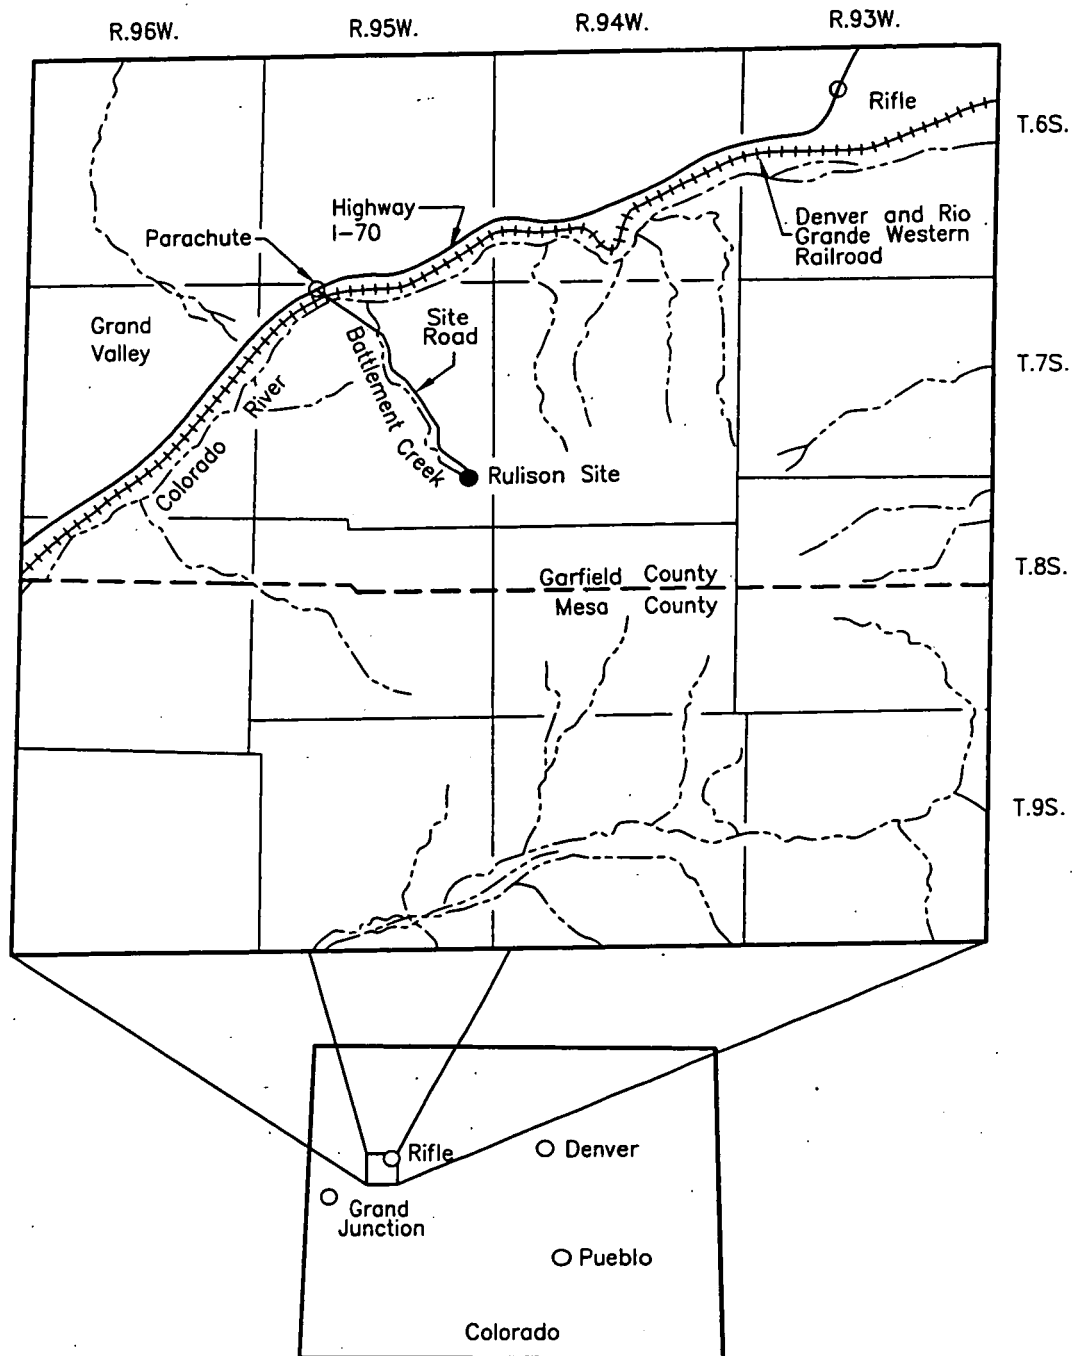 R.96W.
R.95W.
R.94W.
R.93W.
Rifle
T.6S.
Highway
I-70
Parachute
Denver and Rio
Grande Western
Railroad
Grand
Valley
Site
Road
T.7S.
Battlement Creek
Colorado River
Rulison Site
Garfield County
Mesa County
T.8S.
T.9S.
Rifle
Denver
Grand
Junction
Pueblo
Colorado